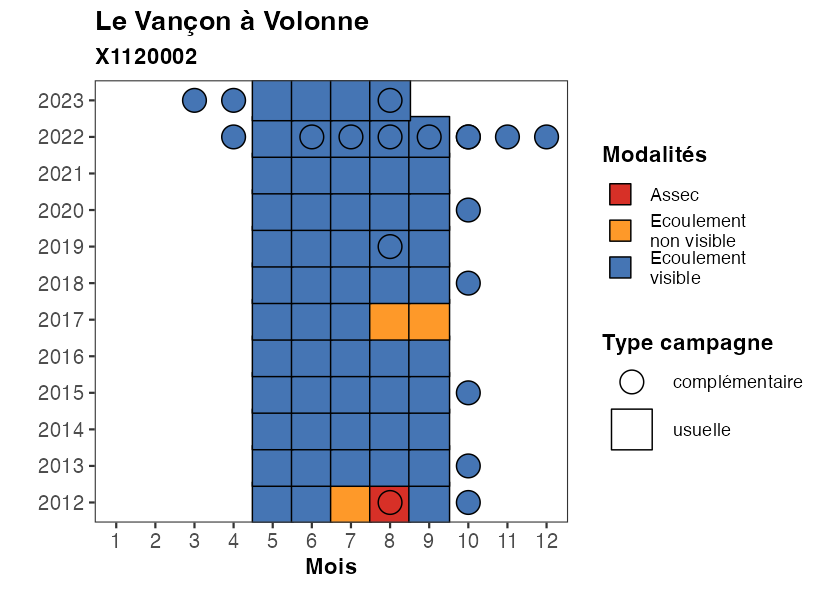 Le Vançon à Volonne
X1120002
2023
2022
2021
2020
2019
2018
2017
2016
2015
2014
2013
2012
1 2 3 4 5 6 7 8 9 10 11 12
Mois
Modalités
Assec
Ecoulement
non visible
Ecoulement
visible
Type campagne
complémentaire
usuelle